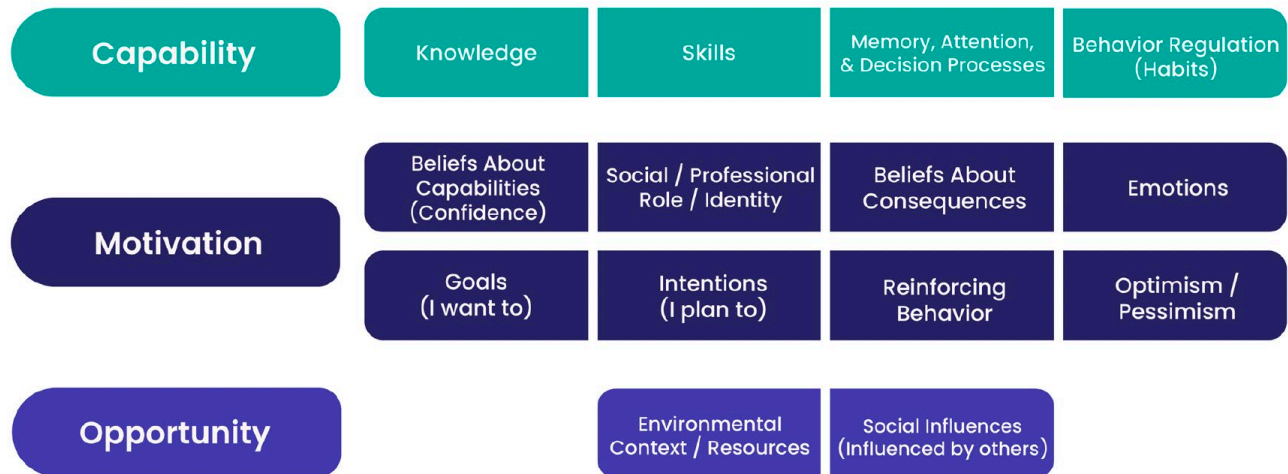 Capability
Knowledge
Skills
Memory, Attention,
& Decision Processes
Behavior Regulation
(Habits)
Motivation
Beliefs About
Capabilities
(Confidence)
Social / Professional
Role / Identity
Beliefs About
Consequences
Emotions
Goals
(I want to)
Intentions
(I plan to)
Reinforcing
Behavior
Optimism /
Pessimism
Opportunity
Environmental
Context / Resources
Social Influences
(Influenced by others)